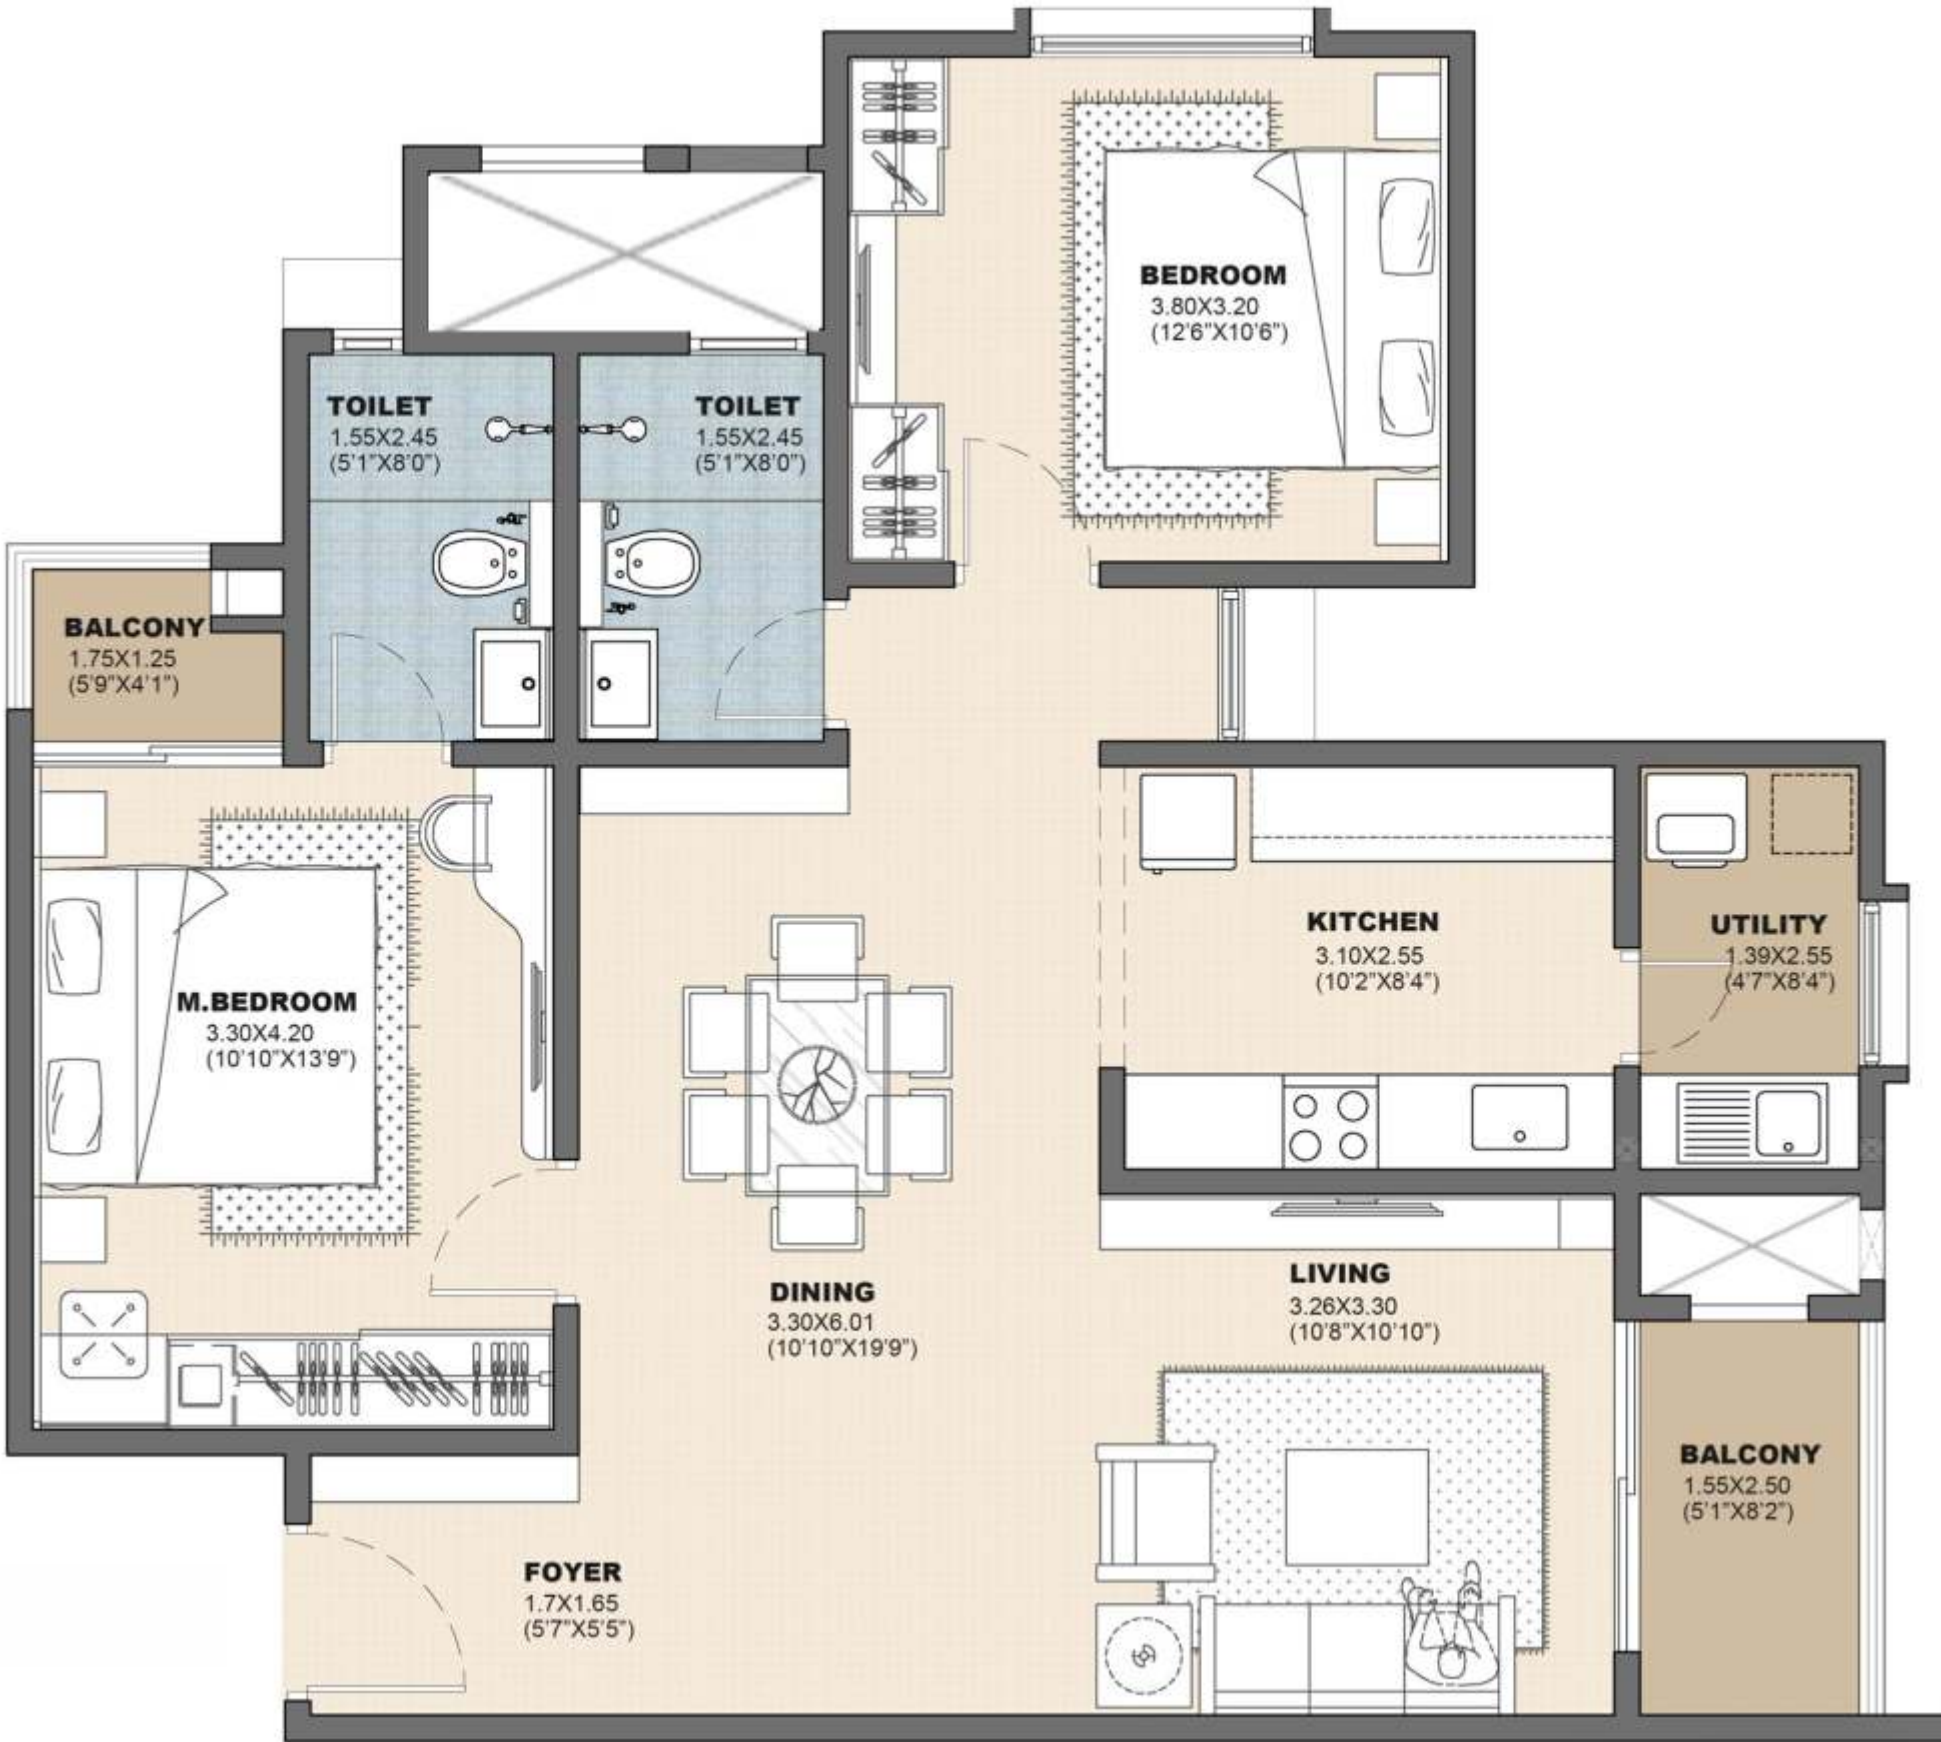 BEDROOM
3.80X3.20
(12'6"X10'6")
TOILET
1.55X2.45
(5'1"X8'0")
TOILET
1.55X2.45
(5'1"X8'0")
BALCONY
1.75X1.25
(5'9"X4'1")
KITCHEN
3.10X2.55
(10'2"X8'4")
UTILITY
1.39X2.55
(4'7"X8'4")
M.BEDROOM
3.30X4.20
(10'10"X13'9")
DINING
3.30X6.01
(10'10"X19'9")
LIVING
3.26X3.30
(10'8"X10'10")
BALCONY
1.55X2.50
(5'1"X8'2")
FOYER
1.7X1.65
(5'7"X5'5")